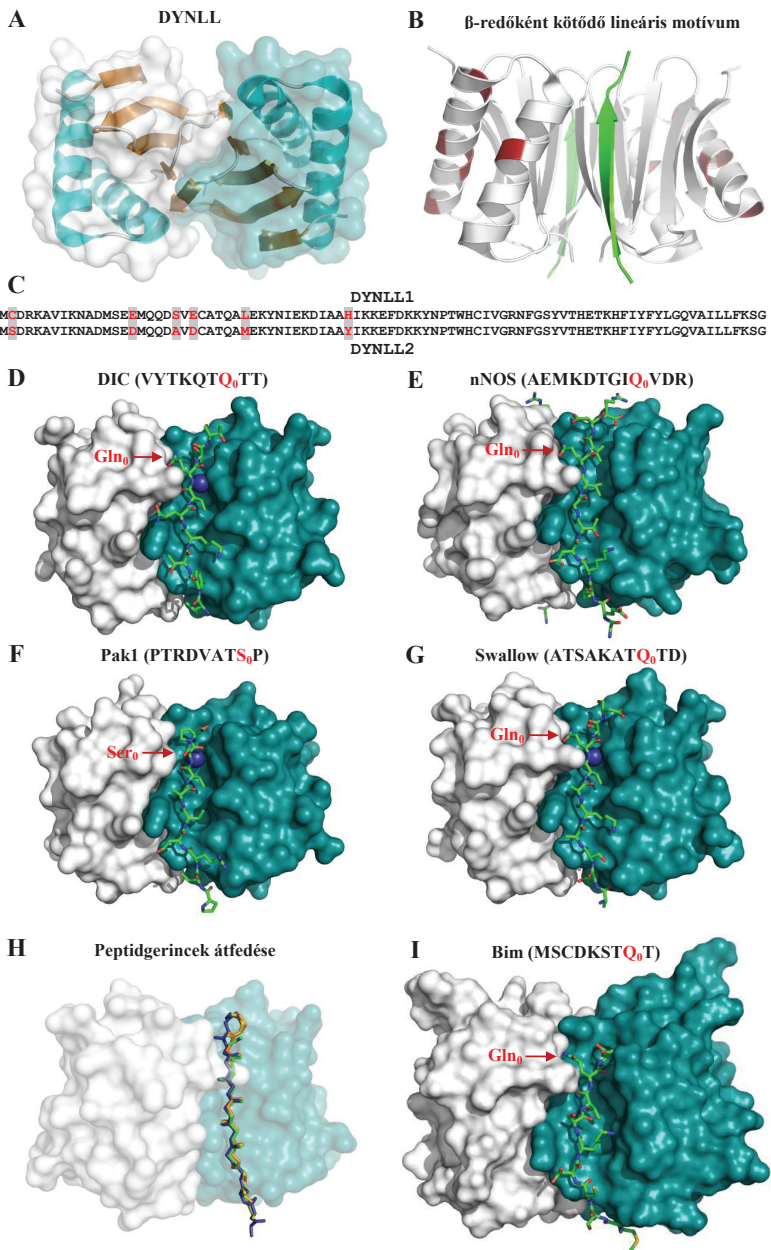 A
DYNLL
B
β-redőként kötődő lineáris motívum
C
DYNLL1
MCDRKAVIKNADMSEEMQQDSVECATQALEKYNIEKDIAAHIKKEFDKKYNPTWHCIVGRNFGSYVTHETKHFIYFYLGQVAILLFKSG
MSDRKAVIKNADMSEDMQQDAVDCATQAMEKYNIEKDIAAYIKKEFDKKYNPTWHCIVGRNFGSYVTHETKHFIYFYLGQVAILLFKSG
DYNLL2
D
DIC (VYTKQTQ₀TT)
Gln₀
E
nNOS (AEMKDTGIQ₀VDR)
Gln₀
F
Pak1 (PTRDVATS₀P)
Ser₀
G
Swallow (ATSAKATQ₀TD)
Gln₀
H
Peptidgerincek átfedése
I
Bim (MSCDKSTQ₀T)
Gln₀